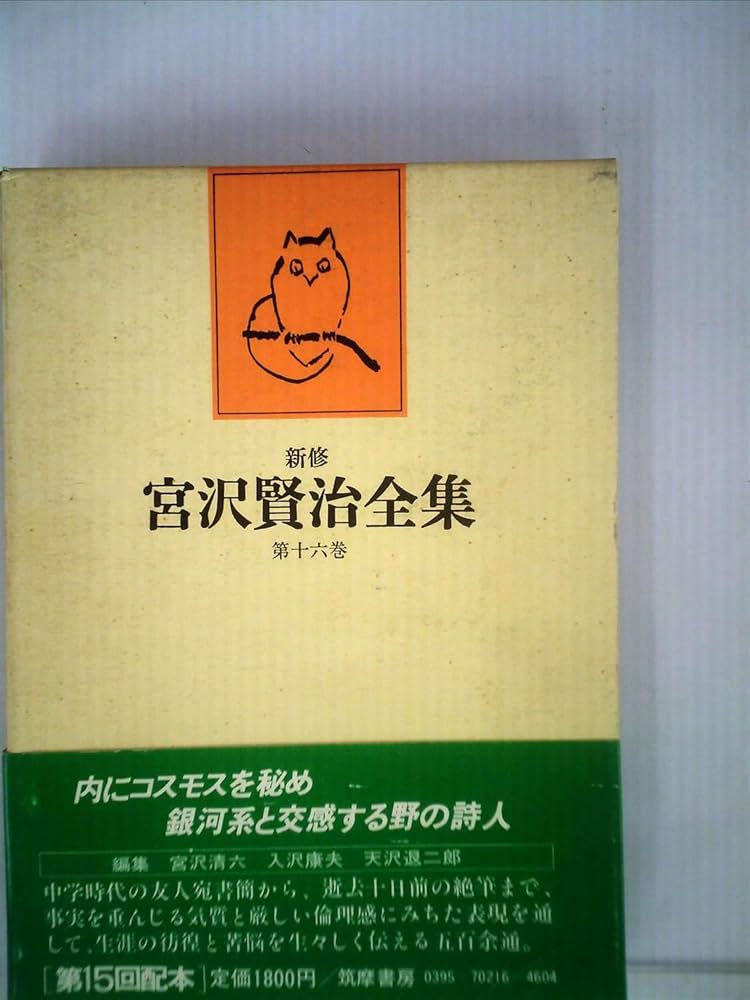 新修
宮沢賢治全集
第十六巻
内にコスモスを秘め
銀河系と交感する野の詩人
編集 宮沢清六 入沢康夫 天沢退二郎
中学時代の友人宛書簡から、逝去十日前の絶筆まで、
事実を重んじる気質と厳しい倫理感にみちた表現を通
して、生涯の彷徨と苦悩を生々しく伝える五百余通。
第15回配本 定価1800円/筑摩書房 0395 70216 4604